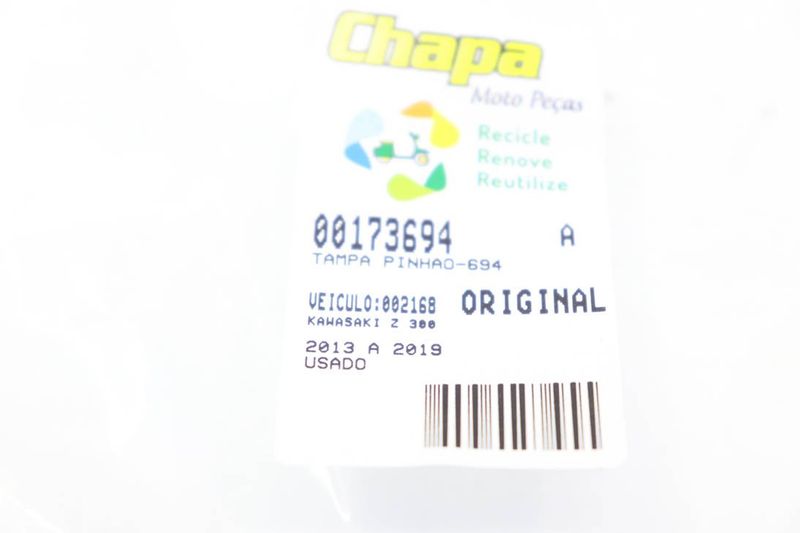 Chapa
Moto Peças
Recicle
Renove
Reutilize
00173694 A
TAMPA PINHAO-694
VEICULO:002168 ORIGINAL
KAWASAKI Z 300
2013 A 2019
USADO